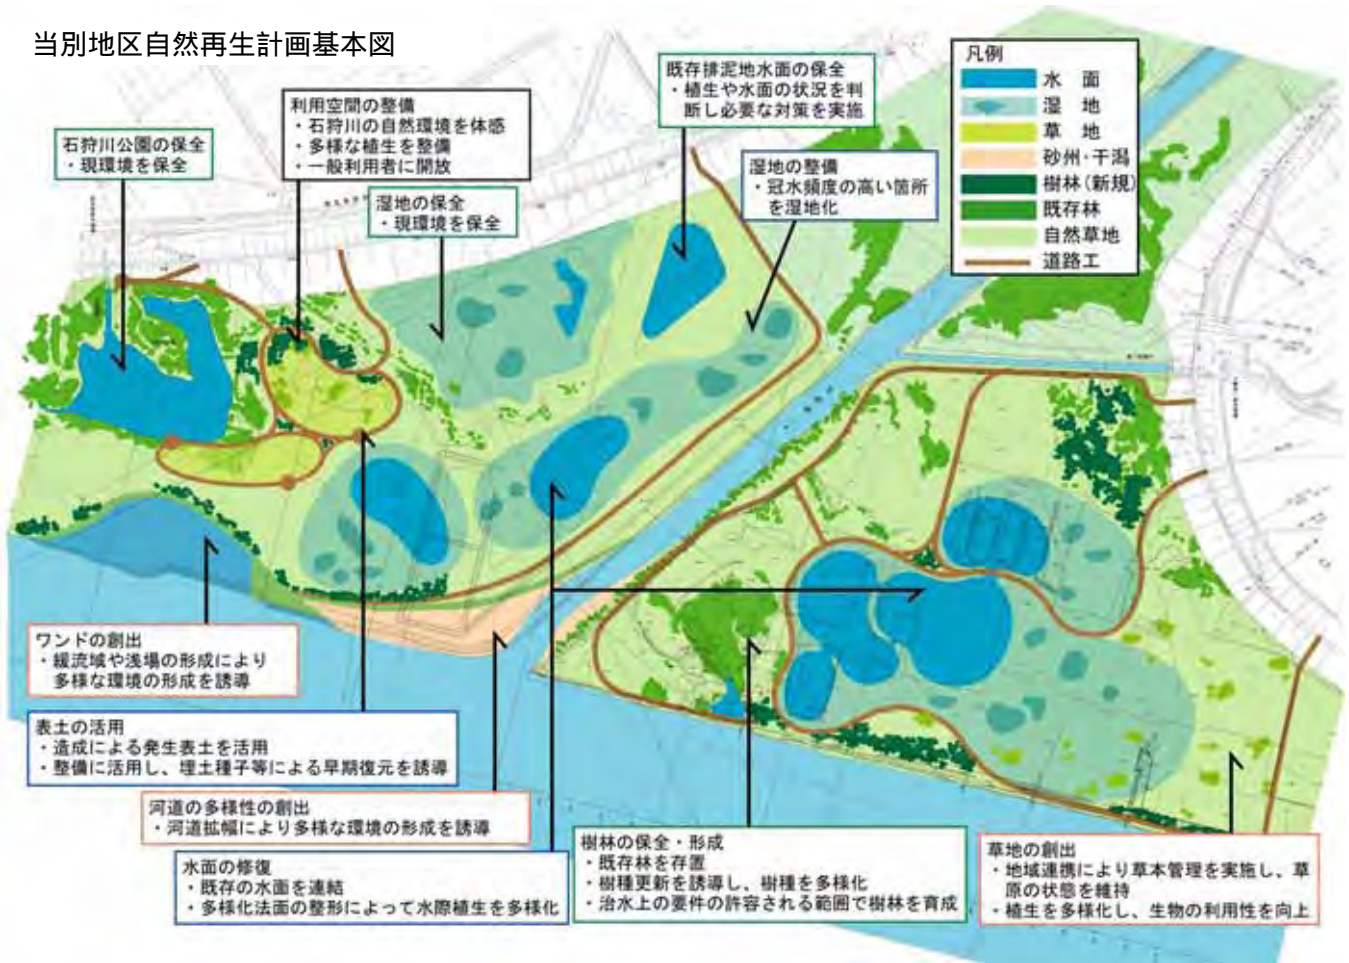 当別地区自然再生計画基本図
石狩川公園の保全
・現環境を保全
利用空間の整備
・石狩川の自然環境を体感
・多様な植生を整備
・一般利用者に開放
湿地の保全
・現環境を保全
既存排泥地水面の保全
・植生や水面の状況を判
断し必要な対策を実施
湿地の整備
・冠水頻度の高い箇所
を湿地化
凡例
水 面
湿 地
草 地
砂州・干潟
樹林(新規)
既存林
自然草地
道路工
ワンドの創出
・緩流域や浅場の形成により
多様な環境の形成を誘導
表土の活用
・造成による発生表土を活用
・整備に活用し、埋土種子等による早期復元を誘導
河道の多様性の創出
・河道拡幅により多様な環境の形成を誘導
水面の修復
・既存の水面を連結
・多様化法面の整形によって水際植生を多様化
樹林の保全・形成
・既存林を存置
・樹種更新を誘導し、樹種を多様化
・治水上の要件の許容される範囲で樹林を育成
草地の創出
・地域連携により草本管理を実施し、草
原の状態を維持
・植生を多様化し、生物の利用性を向上